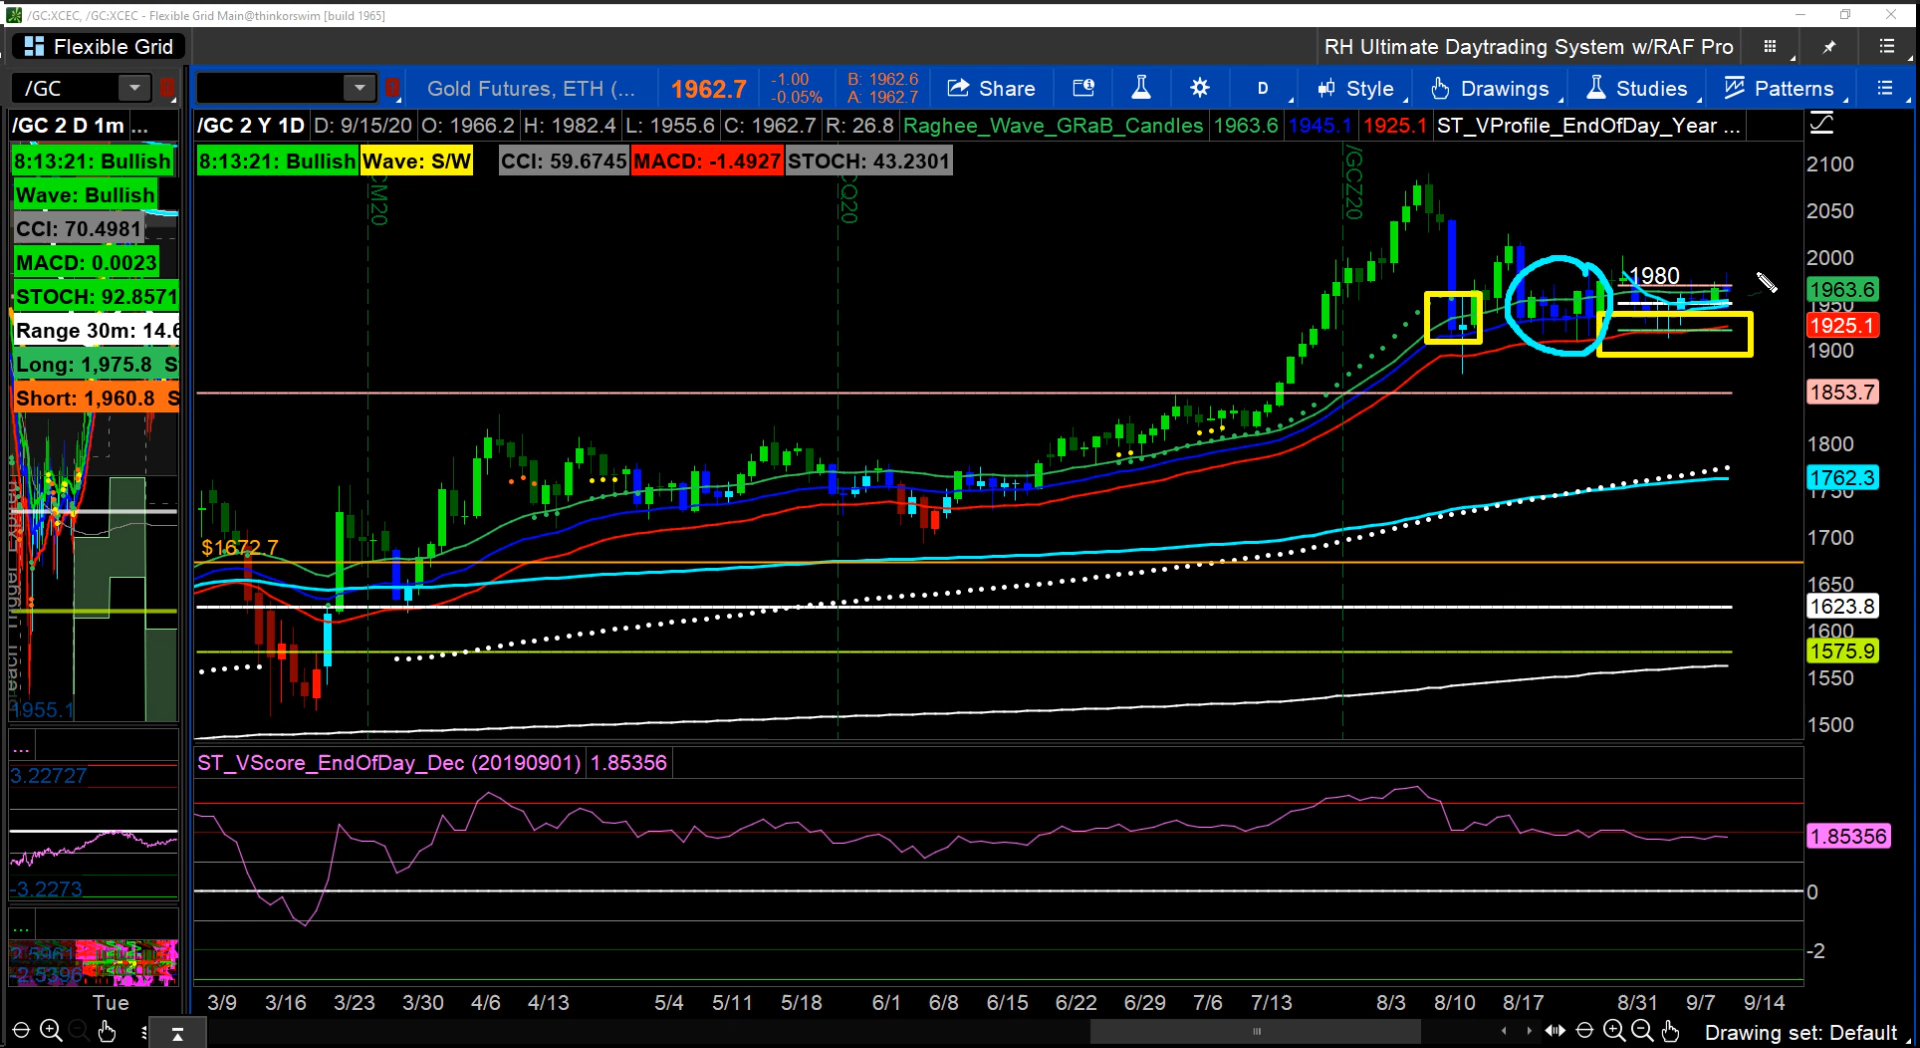 /GC:XCEC, /GC:XCEC - Flexible Grid Main@thinkorswim [build 1965]
Flexible Grid
RH Ultimate Daytrading System w/RAF Pro
/GC
Gold Futures, ETH (...
1962.7
-1.00
-0.05%
B: 1962.6
A: 1962.7
Share
D
Style
Drawings
Studies
Patterns
/GC 2 D 1m ...
/GC 2 Y 1D D: 9/15/20 O: 1966.2 H: 1982.4 L: 1955.6 C: 1962.7 R: 26.8 Raghee_Wave_GRaB_Candles 1963.6 1945.1 1925.1 ST_VProfile_EndOfDay_Year ...
8:13:21: Bullish
Wave: Bullish
CCI: 70.4981
MACD: 0.0023
STOCH: 92.8571
Range 30m: 14.6
Long: 1,975.8 S
Short: 1,960.8 S
1955.1
8:13:21: Bullish Wave: S/W CCI: 59.6745 MACD: -1.4927 STOCH: 43.2301
/GCZ20
1980
$1672.7
2100
2050
2000
1963.6
1950
1925.1
1900
1853.7
1800
1762.3
1750
1700
1650
1623.8
1600
1575.9
1550
1500
...
3.22727
-3.2273
ST_VScore_EndOfDay_Dec (20190901) 1.85356
1.85356
0
-2
...
2.5961
-2.5396
Tue
3/9 3/16 3/23 3/30 4/6 4/13 5/4 5/11 5/18 6/1 6/8 6/15 6/22 6/29 7/6 7/13 8/3 8/10 8/17 8/31 9/7 9/14
Drawing set: Default